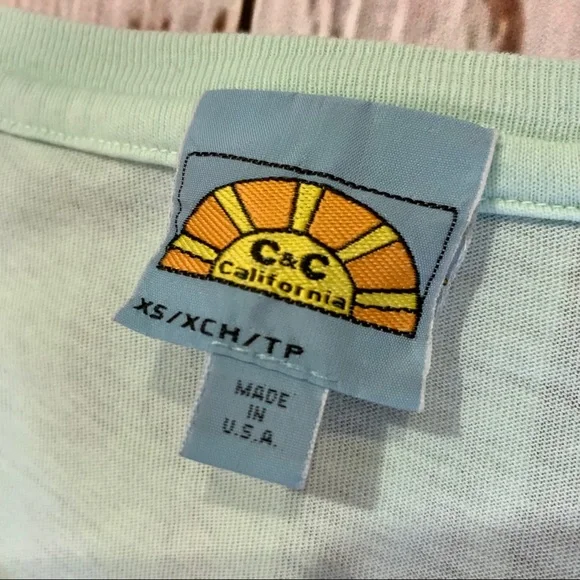 C&C
California
XS/XCH/TP
MADE
IN
U.S.A.